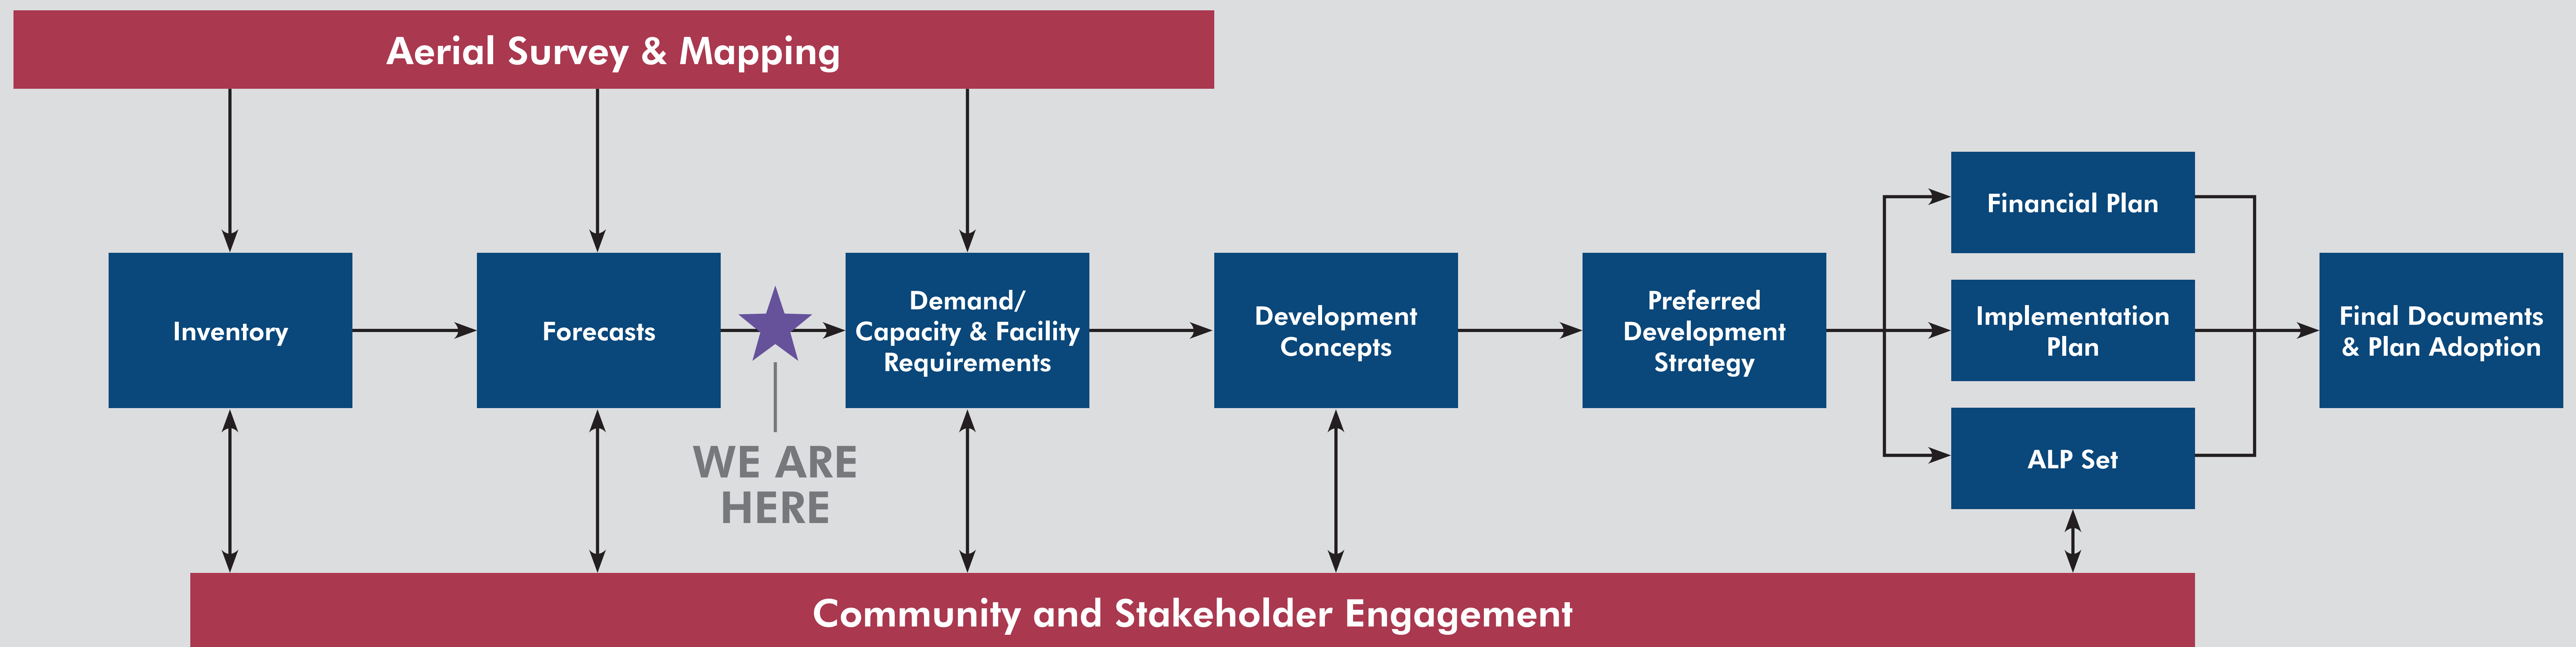 Aerial Survey & Mapping
Inventory
Forecasts
WE ARE
HERE
Demand/
Capacity & Facility
Requirements
Development
Concepts
Preferred
Development
Strategy
Financial Plan
Implementation
Plan
ALP Set
Final Documents
& Plan Adoption
Community and Stakeholder Engagement